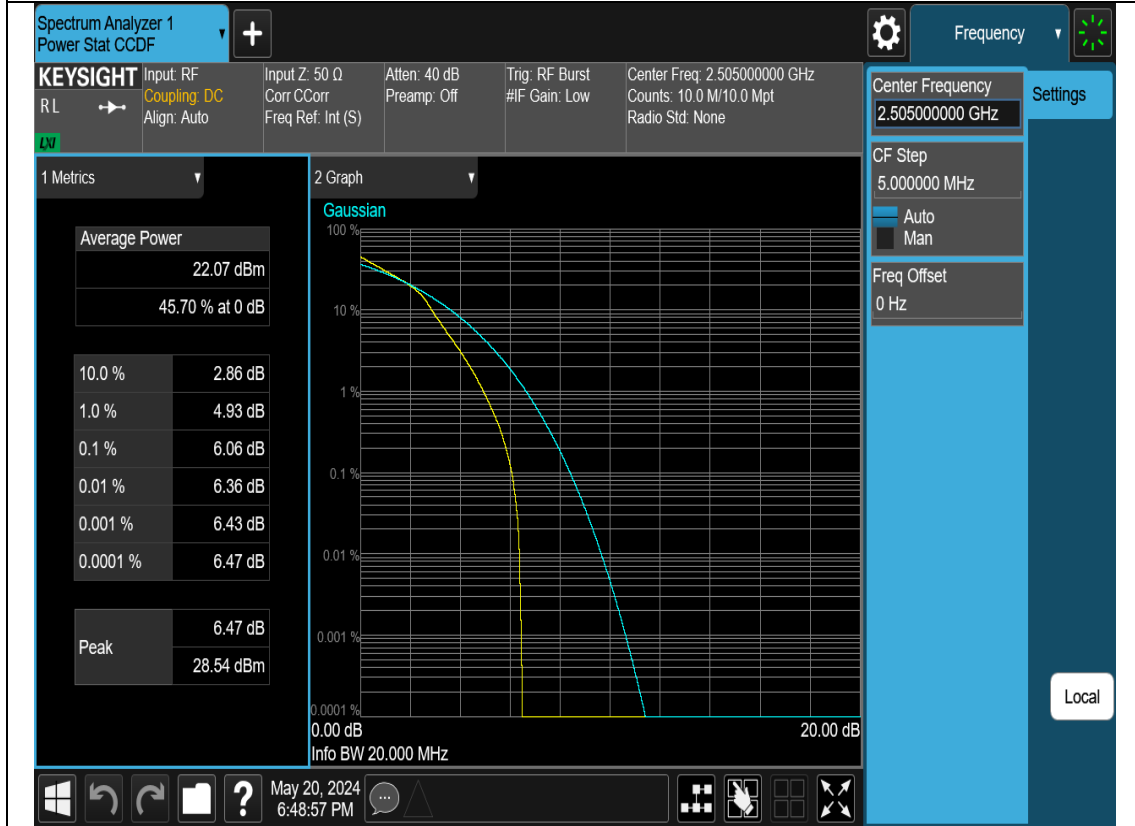 Spectrum Analyzer 1
Power Stat CCDF
+
Frequency
KEYSIGHT
RL
LXI
Input: RF
Coupling: DC
Align: Auto
Input Z: 50 Ω
Corr CCorr
Freq Ref: Int (S)
Atten: 40 dB
Preamp: Off
Trig: RF Burst
#IF Gain: Low
Center Freq: 2.505000000 GHz
Counts: 10.0 M/10.0 Mpt
Radio Std: None
Center Frequency
2.505000000 GHz
Settings
CF Step
5.000000 MHz
Auto
Man
Freq Offset
0 Hz
1 Metrics
Average Power
22.07 dBm
45.70 % at 0 dB
10.0 % 2.86 dB
1.0 % 4.93 dB
0.1 % 6.06 dB
0.01 % 6.36 dB
0.001 % 6.43 dB
0.0001 % 6.47 dB
Peak
6.47 dB
28.54 dBm
2 Graph
Gaussian
100 %
10 %
1 %
0.1 %
0.01 %
0.001 %
0.0001 %
0.00 dB 20.00 dB
Info BW 20.000 MHz
Local
?
May 20, 2024
6:48:57 PM